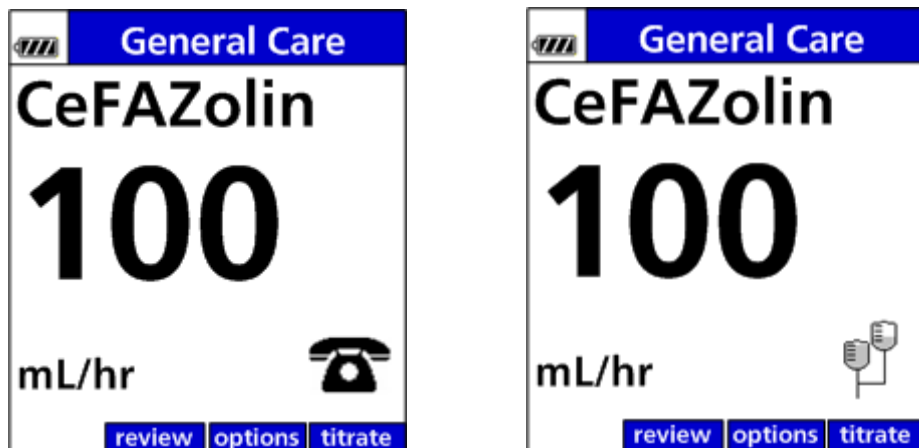 General Care
CeFAZolin
100
mL/hr
review options titrate
General Care
CeFAZolin
100
mL/hr
review options titrate